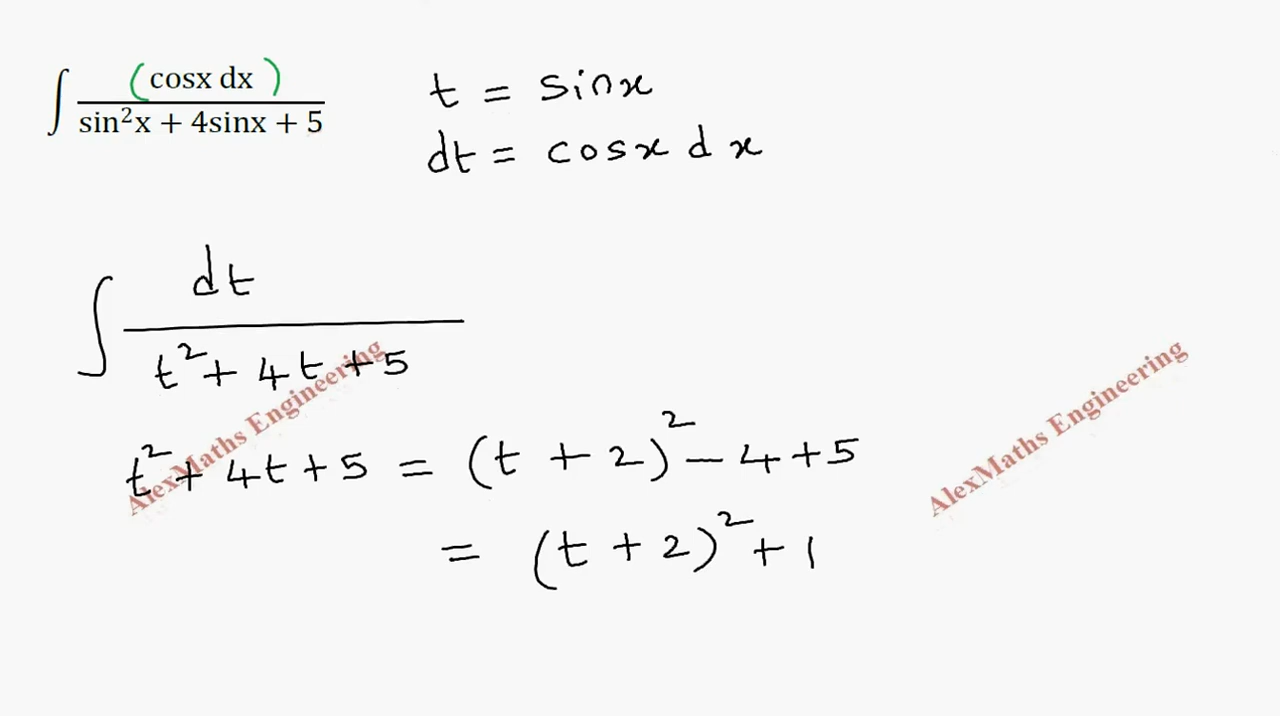 ∫ (cosx dx) / sin²x + 4sinx + 5
t = sinx
dt = cosx dx
∫ dt / t² + 4t + 5
t² + 4t + 5 = (t + 2)² – 4 + 5
= (t + 2)² + 1
AlexMaths Engineering
AlexMaths Engineering